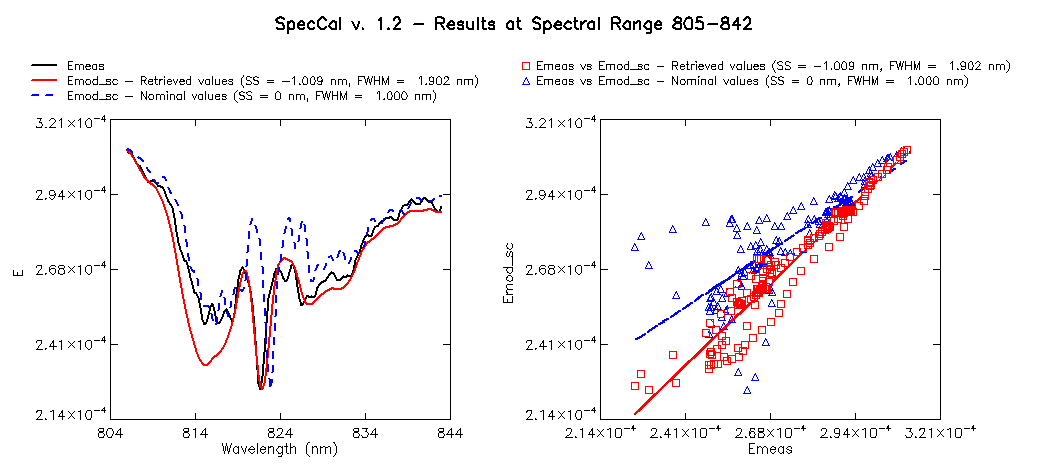 SpecCal v. 1.2 - Results at Spectral Range 805-842
Emeas
Emod_sc - Retrieved values (SS = -1.009 nm, FWHM = 1.902 nm)
Emod_sc - Nominal values (SS = 0 nm, FWHM = 1.000 nm)
3.21×10⁻⁴
2.94×10⁻⁴
2.68×10⁻⁴
2.41×10⁻⁴
2.14×10⁻⁴
E
804 814 824 834 844
Wavelength (nm)
Emeas vs Emod_sc - Retrieved values (SS = -1.009 nm, FWHM = 1.902 nm)
Emeas vs Emod_sc - Nominal values (SS = 0 nm, FWHM = 1.000 nm)
3.21×10⁻⁴
2.94×10⁻⁴
2.68×10⁻⁴
2.41×10⁻⁴
2.14×10⁻⁴
Emod_sc
2.14×10⁻⁴ 2.41×10⁻⁴ 2.68×10⁻⁴ 2.94×10⁻⁴ 3.21×10⁻⁴
Emeas